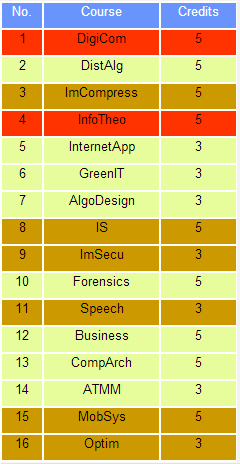 No. Course Credits
1 DigiCom 5
2 DistAlg 5
3 ImCompress 5
4 InfoTheo 5
5 InternetApp 3
6 GreenIT 3
7 AlgoDesign 3
8 IS 5
9 ImSecu 3
10 Forensics 5
11 Speech 3
12 Business 5
13 CompArch 5
14 ATMM 3
15 MobSys 5
16 Optim 3